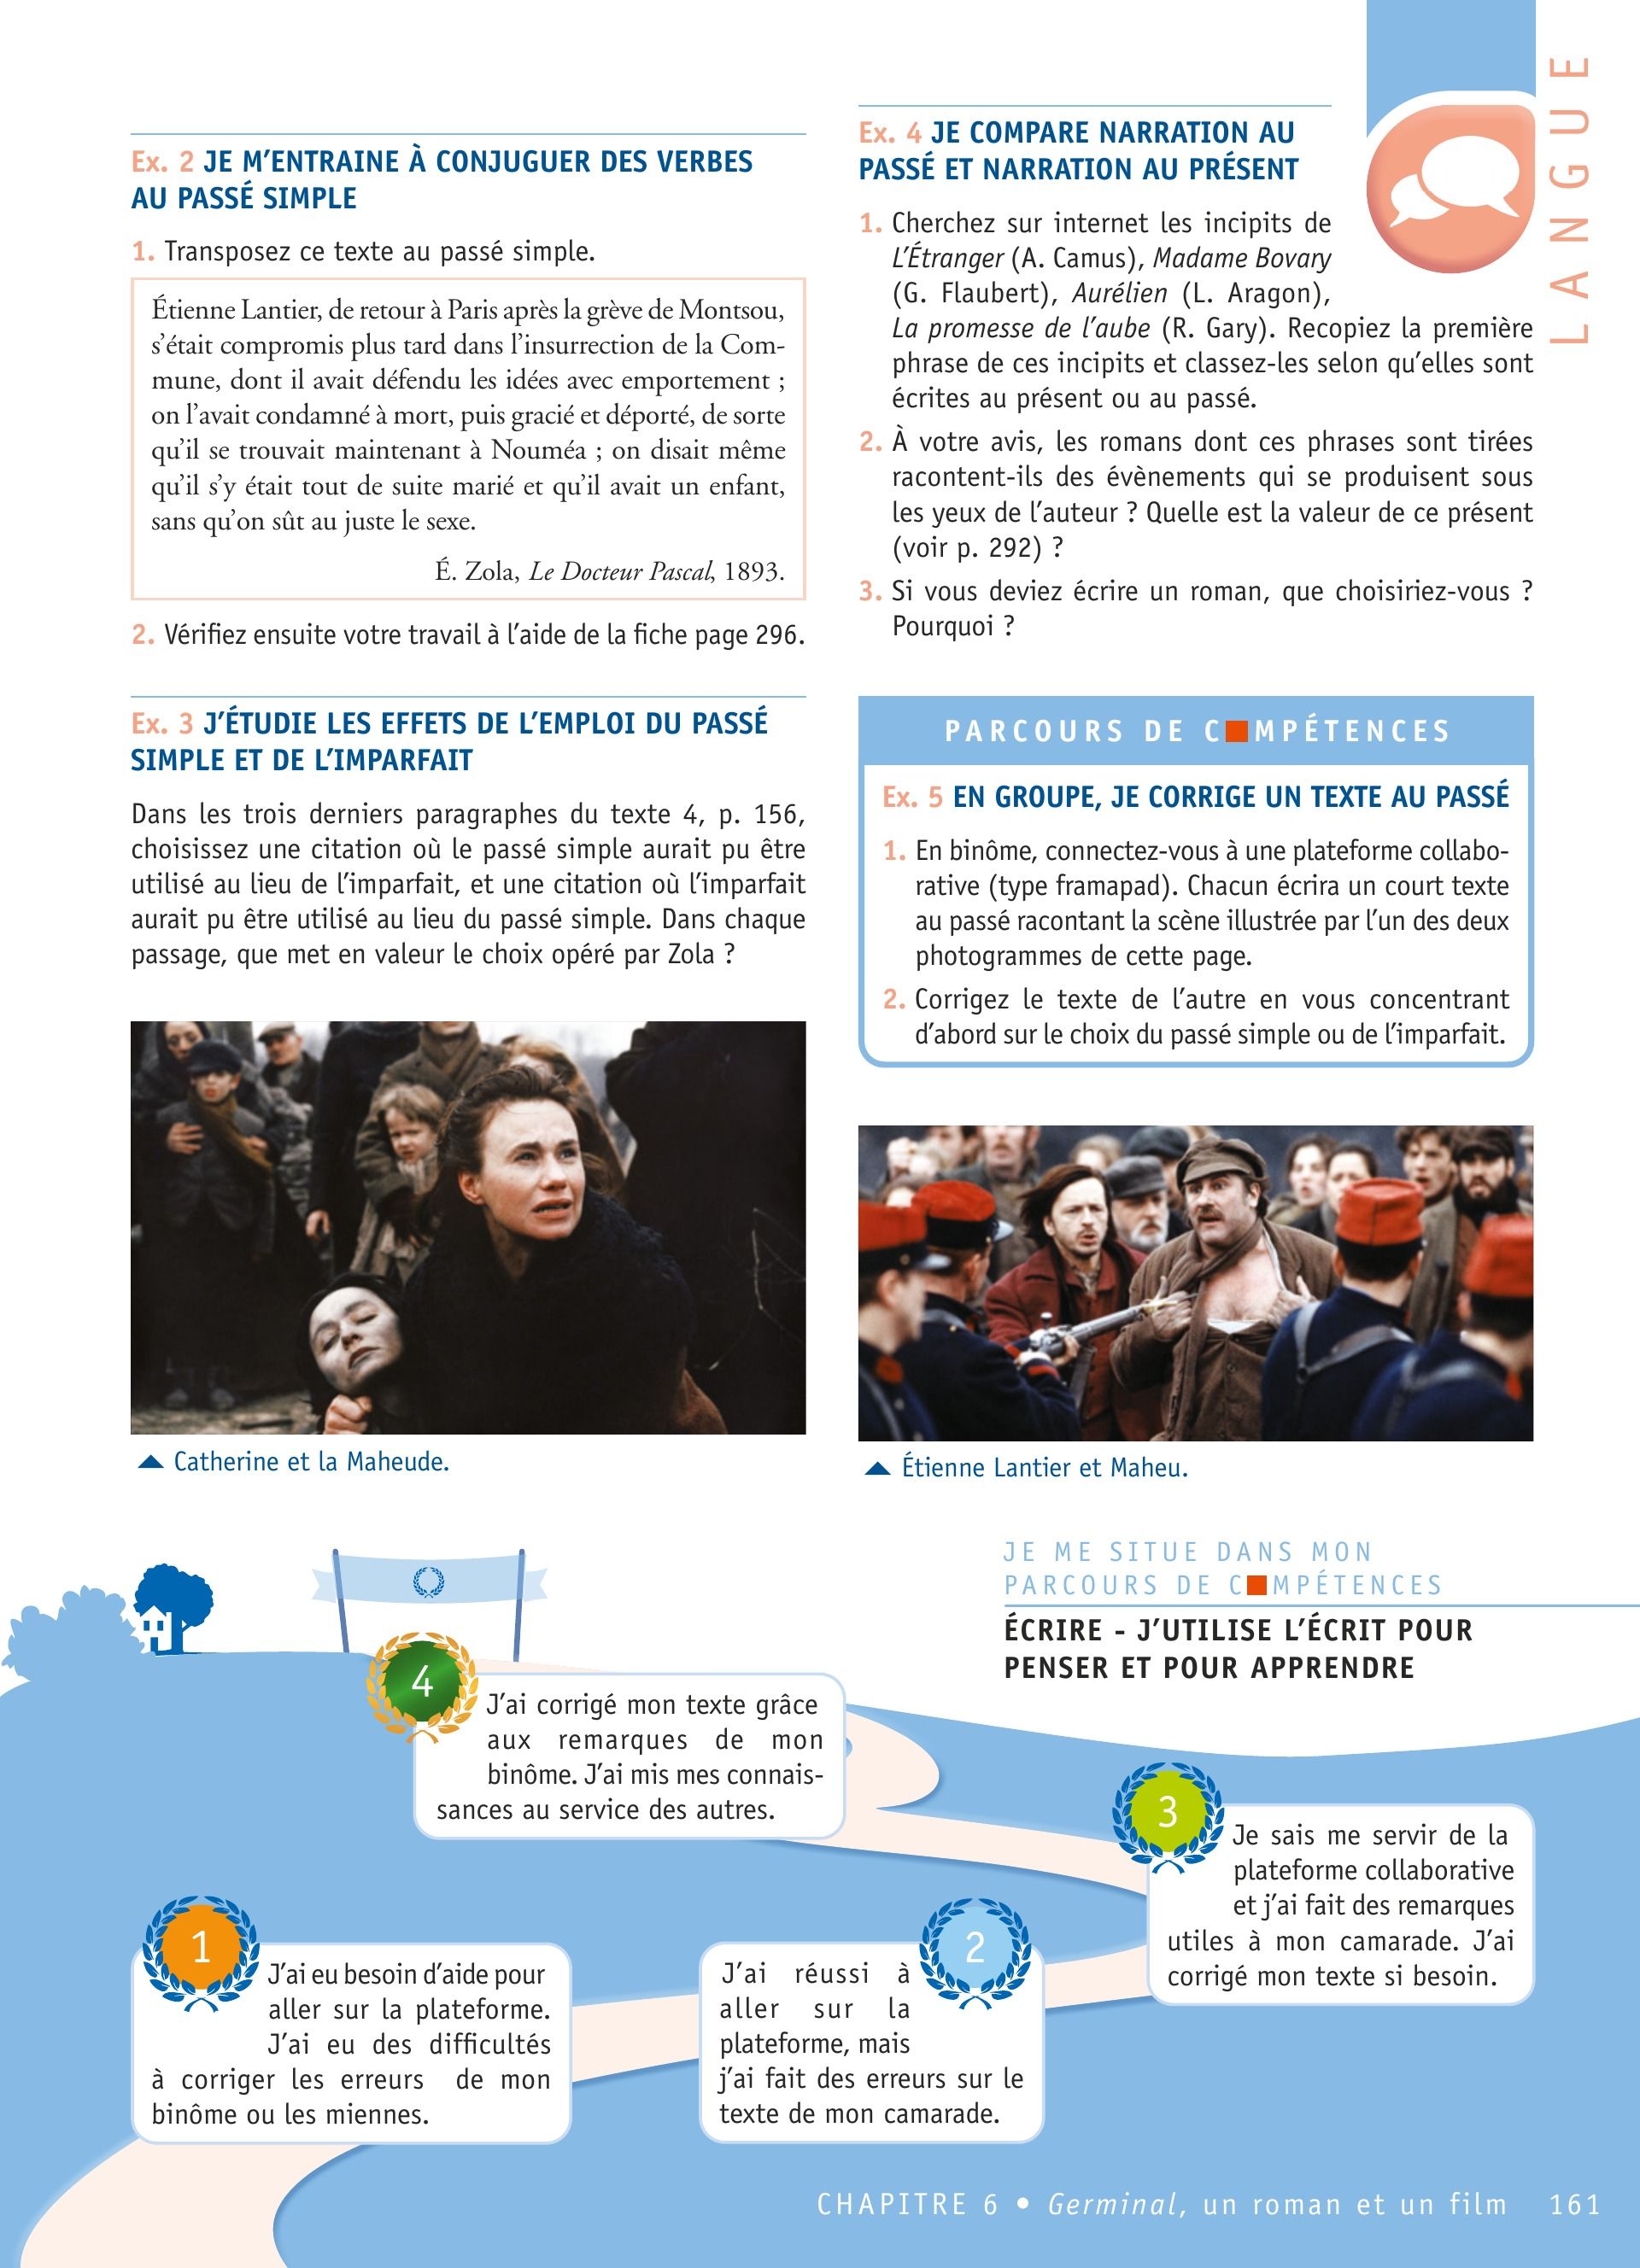 LANGUE
Ex. 2 JE M'ENTRAINE À CONJUGUER DES VERBES
AU PASSÉ SIMPLE
1. Transposez ce texte au passé simple.
Étienne Lantier, de retour à Paris après la grève de Montsou,
s'était compromis plus tard dans l'insurrection de la Com-
mune, dont il avait défendu les idées avec emportement ;
on l'avait condamné à mort, puis gracié et déporté, de sorte
qu'il se trouvait maintenant à Nouméa ; on disait même
qu'il s'y était tout de suite marié et qu'il avait un enfant,
sans qu'on sût au juste le sexe.
É. Zola, Le Docteur Pascal, 1893.
2. Vérifiez ensuite votre travail à l'aide de la fiche page 296.
Ex. 3 J'ÉTUDIE LES EFFETS DE L'EMPLOI DU PASSÉ
SIMPLE ET DE L'IMPARFAIT
Dans les trois derniers paragraphes du texte 4, p. 156,
choisissez une citation où le passé simple aurait pu être
utilisé au lieu de l'imparfait, et une citation où l'imparfait
aurait pu être utilisé au lieu du passé simple. Dans chaque
passage, que met en valeur le choix opéré par Zola ?
Catherine et la Maheude.
Ex. 4 JE COMPARE NARRATION AU
PASSÉ ET NARRATION AU PRÉSENT
1. Cherchez sur internet les incipits de
L'Étranger (A. Camus), Madame Bovary
(G. Flaubert), Aurélien (L. Aragon),
La promesse de l'aube (R. Gary). Recopiez la première
phrase de ces incipits et classez-les selon qu'elles sont
écrites au présent ou au passé.
2. À votre avis, les romans dont ces phrases sont tirées
racontent-ils des évènements qui se produisent sous
les yeux de l'auteur ? Quelle est la valeur de ce présent
(voir p. 292) ?
3. Si vous deviez écrire un roman, que choisiriez-vous ?
Pourquoi ?
PARCOURS DE C■MPÉTENCES
Ex. 5 EN GROUPE, JE CORRIGE UN TEXTE AU PASSÉ
1. En binôme, connectez-vous à une plateforme collabo-
rative (type framapad). Chacun écrira un court texte
au passé racontant la scène illustrée par l'un des deux
photogrammes de cette page.
2. Corrigez le texte de l'autre en vous concentrant
d'abord sur le choix du passé simple ou de l'imparfait.
Étienne Lantier et Maheu.
JE ME SITUE DANS MON
PARCOURS DE C■MPÉTENCES
ÉCRIRE - J'UTILISE L'ÉCRIT POUR
PENSER ET POUR APPRENDRE
4
J'ai corrigé mon texte grâce
aux remarques de mon
binôme. J'ai mis mes connais-
sances au service des autres.
3
Je sais me servir de la
plateforme collaborative
et j'ai fait des remarques
utiles à mon camarade. J'ai
corrigé mon texte si besoin.
1
J'ai eu besoin d'aide pour
aller sur la plateforme.
J'ai eu des difficultés
à corriger les erreurs de mon
binôme ou les miennes.
2
J'ai réussi à
aller sur la
plateforme, mais
j'ai fait des erreurs sur le
texte de mon camarade.
CHAPITRE 6 • Germinal, un roman et un film 161